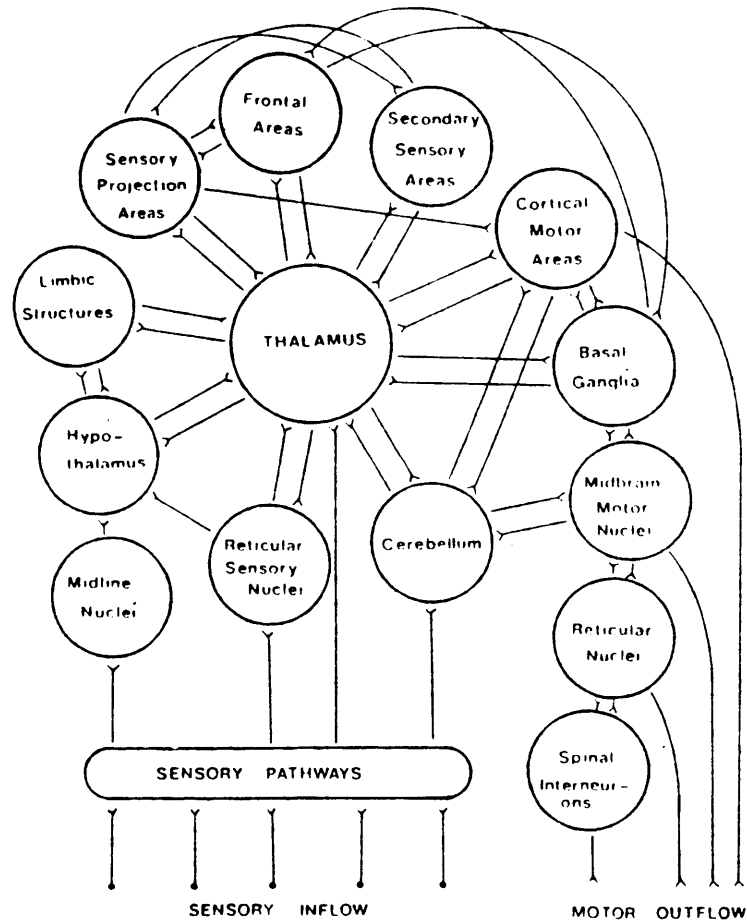 Frontal
Areas
Secondary
Sensory
Areas
Sensory
Projection
Areas
Cortical
Motor
Areas
Limbic
Structures
THALAMUS
Basal
Ganglia
Hypo-
thalamus
Midbrain
Motor
Nuclei
Reticular
Sensory
Nuclei
Cerebellum
Midline
Nuclei
Reticular
Nuclei
SENSORY PATHWAYS
Spinal
Interneur-
ons
SENSORY INFLOW
MOTOR OUTFLOW